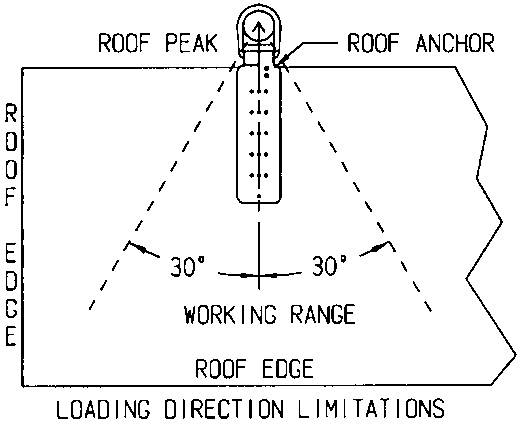 ROOF PEAK
ROOF ANCHOR
ROOF EDGE
30°
30°
WORKING RANGE
ROOF EDGE
LOADING DIRECTION LIMITATIONS